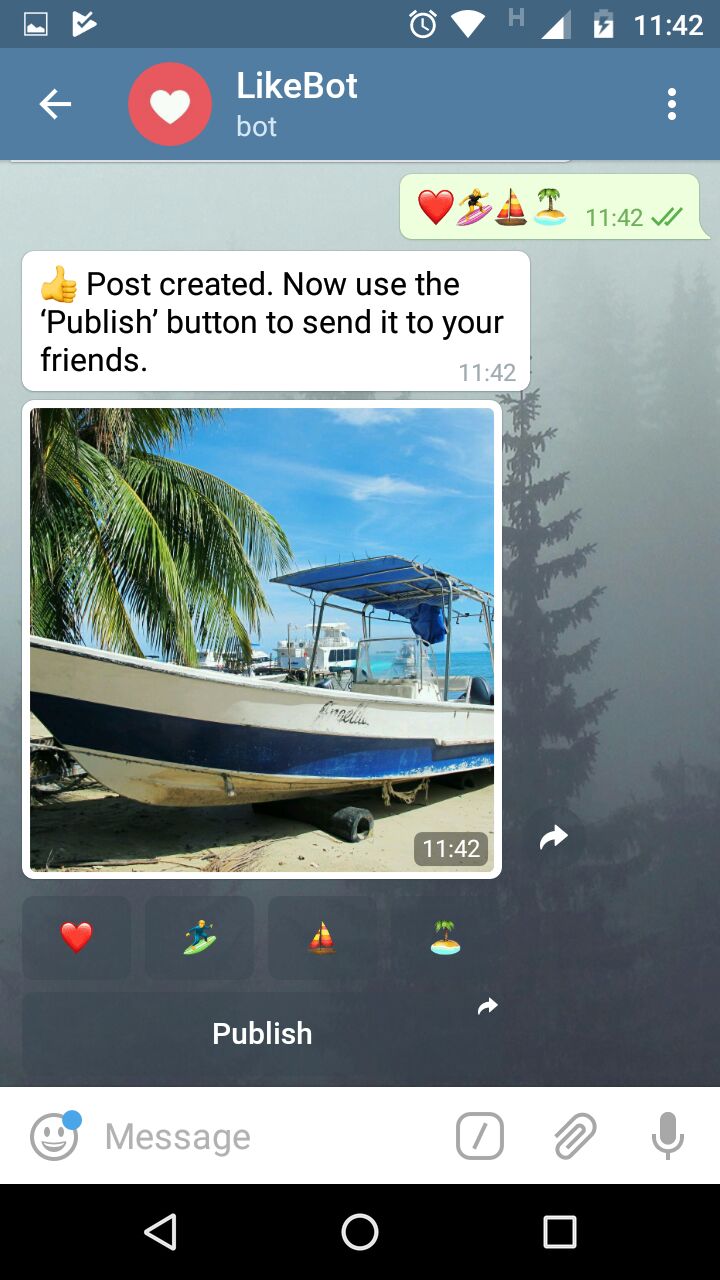 H 11:42
LikeBot
bot
❤️🏄⛵🏝 11:42
👍 Post created. Now use the
‘Publish’ button to send it to your
friends.
11:42
11:42
❤️ 🏄 ⛵ 🏝
Publish
Message